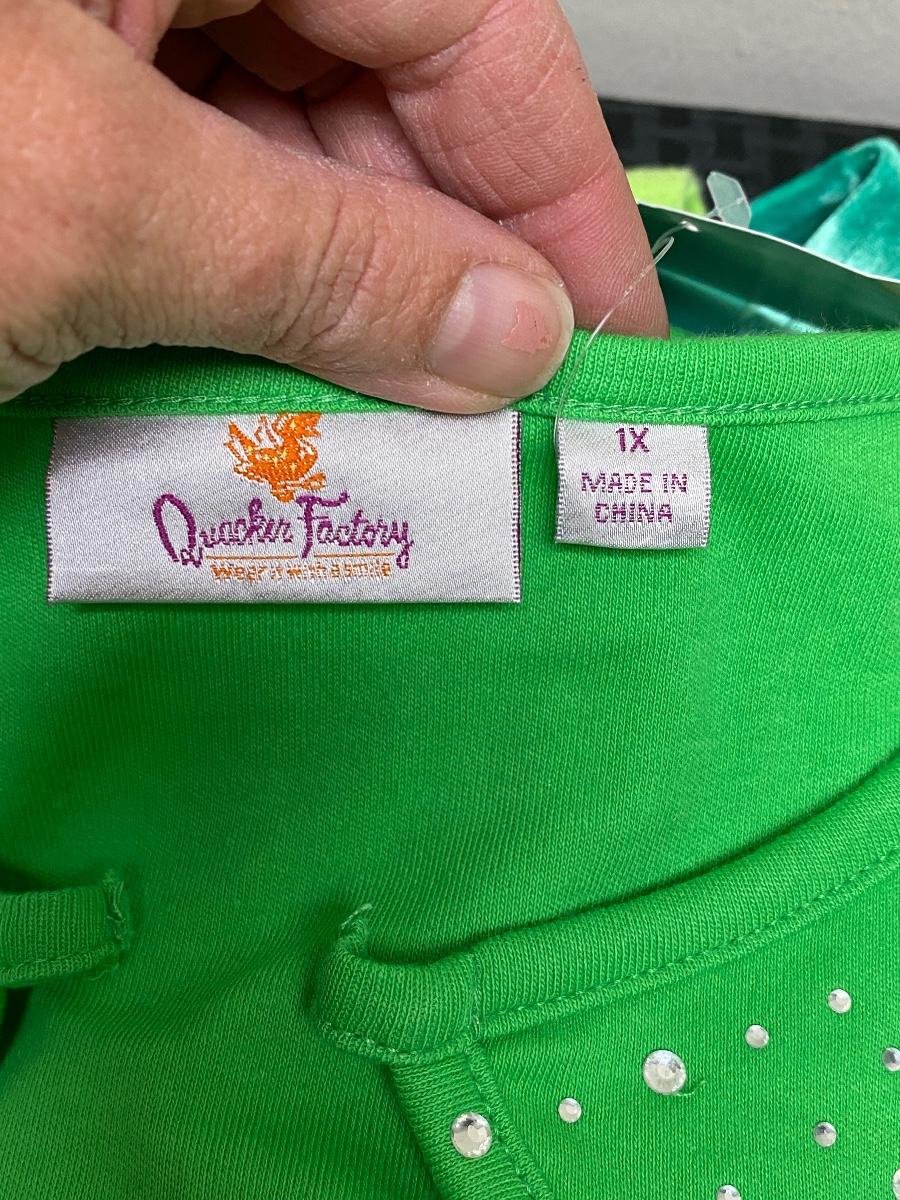 Quacker Factory
Wear it with a smile
1X
MADE IN
CHINA